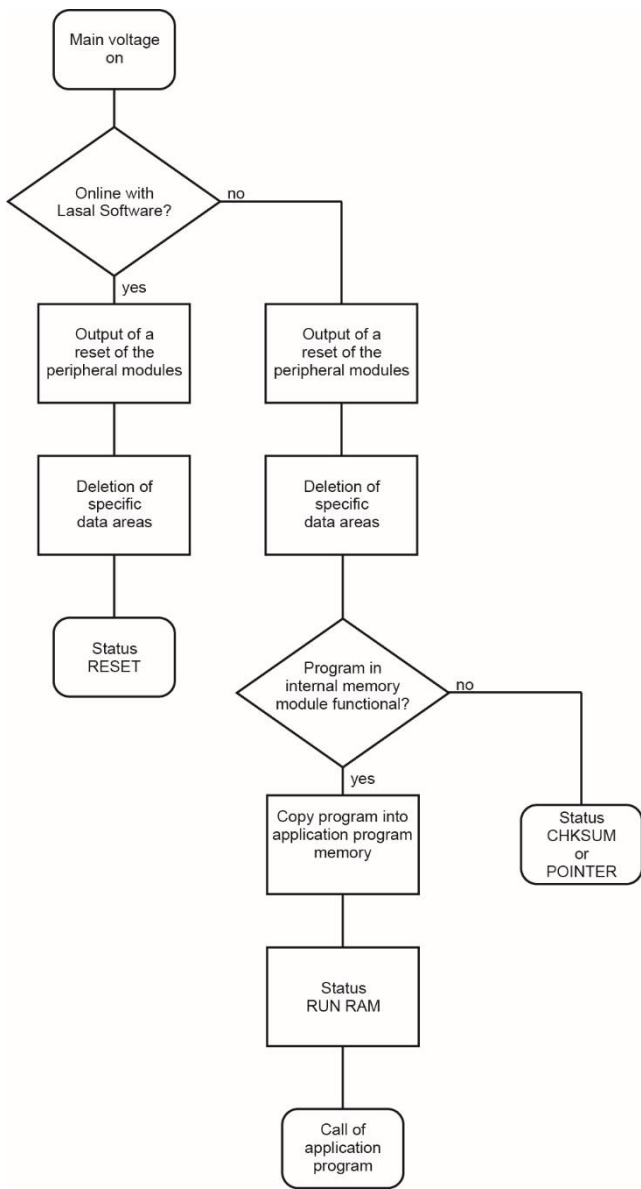 Main voltage
on
Online with
Lasal Software?
no
yes
Output of a
reset of the
peripheral modules
Output of a
reset of the
peripheral modules
Deletion of
specific
data areas
Deletion of
specific
data areas
Status
RESET
Program in
internal memory
module functional?
no
yes
Copy program into
application program
memory
Status
CHKSUM
or
POINTER
Status
RUN RAM
Call of
application
program